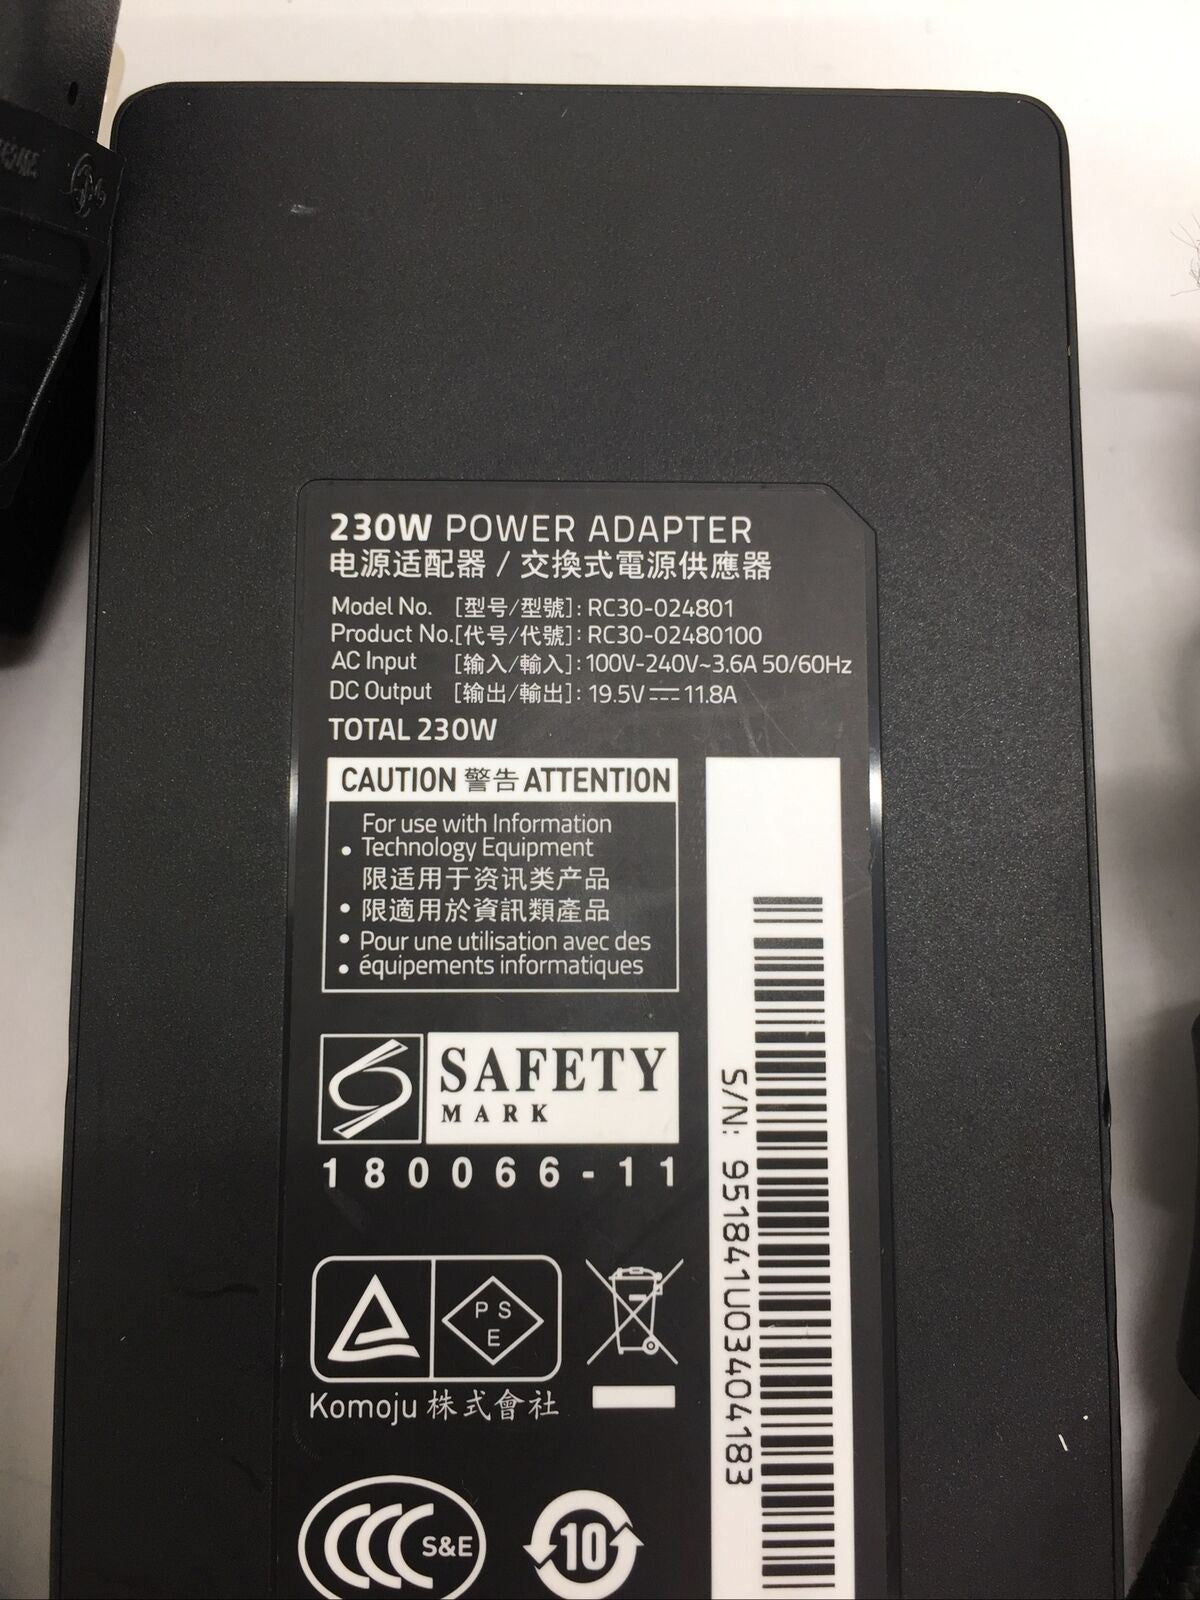 230W POWER ADAPTER
电源适配器 / 交換式電源供應器
Model No. [型号/型號]: RC30-024801
Product No.[代号/代號]: RC30-02480100
AC Input [输入/輸入]: 100V-240V~3.6A 50/60Hz
DC Output [输出/輸出]: 19.5V⎓11.8A
TOTAL 230W
CAUTION 警告 ATTENTION
For use with Information
• Technology Equipment
限适用于资讯类产品
• 限適用於資訊類產品
• Pour une utilisation avec des
• équipements informatiques
SAFETY
MARK
180066-11
S/N: 951841U03404183
PS
E
Komoju 株式會社
CCC S&E
10